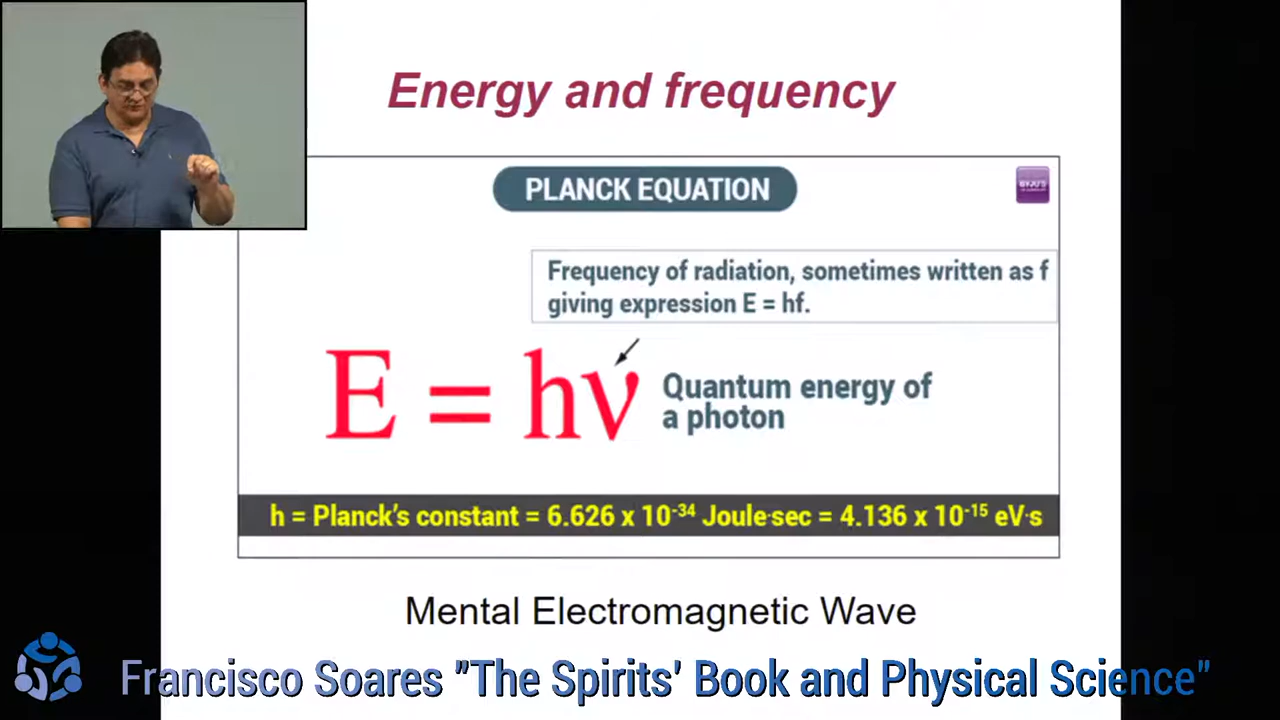 Energy and frequency
PLANCK EQUATION
BYJU'S
Frequency of radiation, sometimes written as f
giving expression E = hf.
E = hν
Quantum energy of
a photon
h = Planck's constant = 6.626 x 10⁻³⁴ Joule·sec = 4.136 x 10⁻¹⁵ eV·s
Mental Electromagnetic Wave
Francisco Soares "The Spirits' Book and Physical Science"